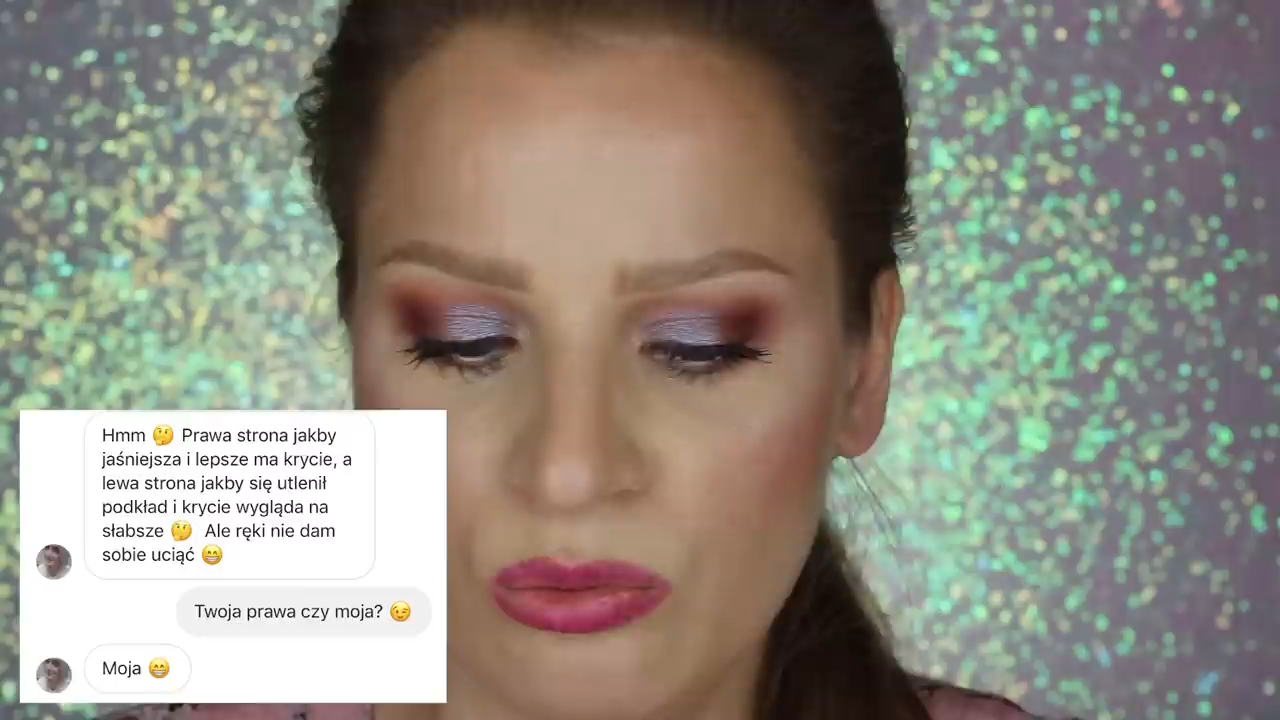 Hmm 🤔 Prawa strona jakby
jaśniejsza i lepsze ma krycie, a
lewa strona jakby się utlenił
podkład i krycie wygląda na
słabsze 🤔 Ale ręki nie dam
sobie uciąć 😁
Twoja prawa czy moja? 😉
Moja 😁